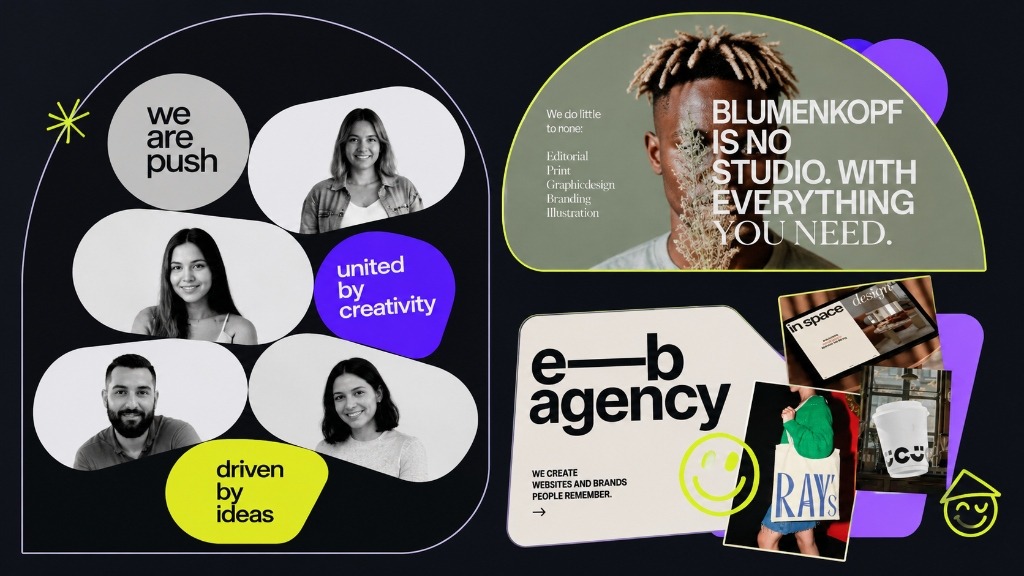 we
are
push
united
by
creativity
driven
by
ideas
We do little
to none:
Editorial
Print
Graphicdesign
Branding
Illustration
BLUMENKOPF
IS NO
STUDIO. WITH
EVERYTHING
YOU NEED.
e—b
agency
WE CREATE
WEBSITES AND BRANDS
PEOPLE REMEMBER.
→
design
in space
RAY's